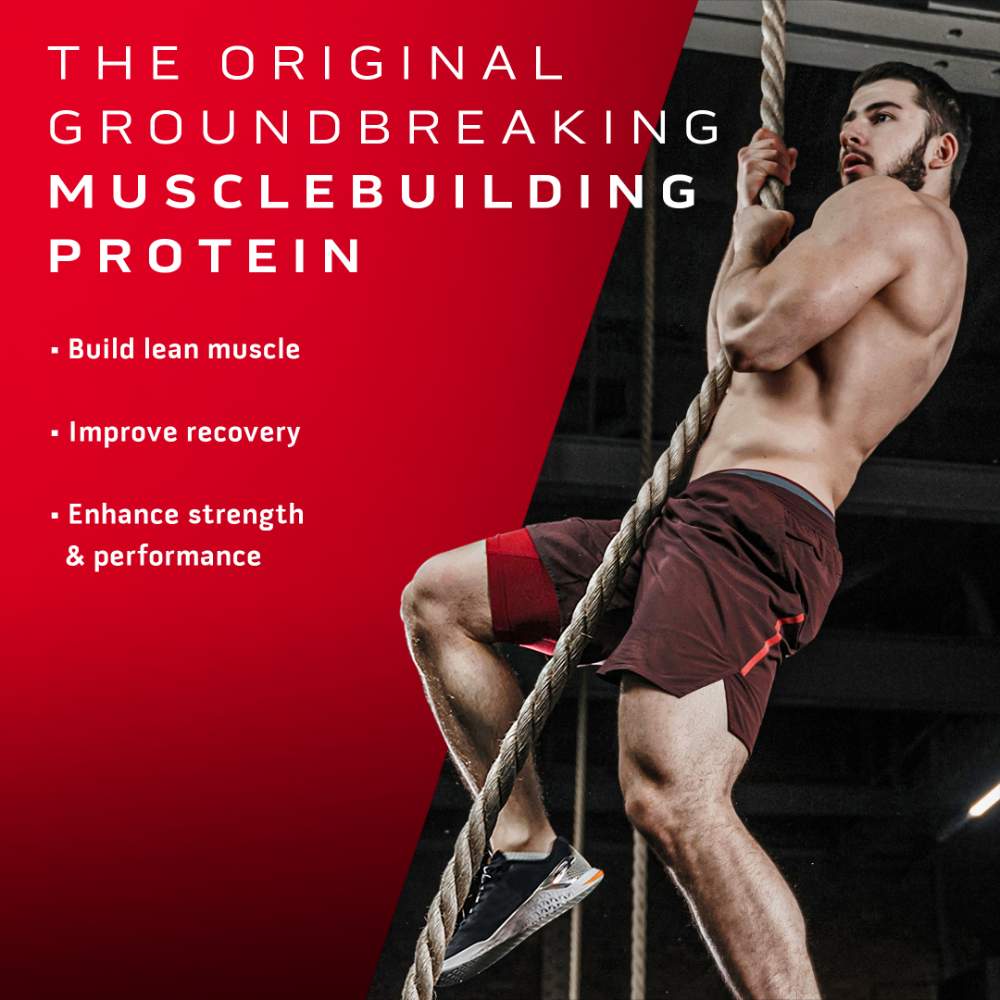 THE ORIGINAL
GROUNDBREAKING
MUSCLEBUILDING
PROTEIN
▪ Build lean muscle
▪ Improve recovery
▪ Enhance strength
& performance